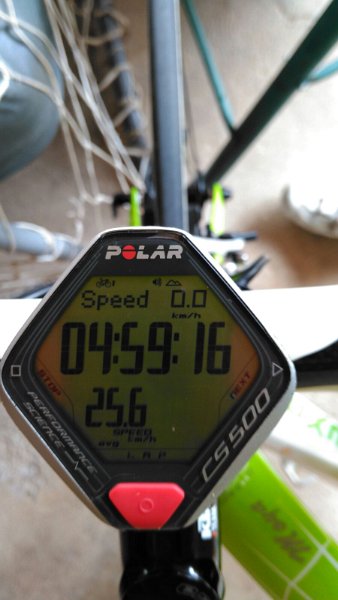 POLAR
Speed 0.0
km/h
04:59:16
STOP
NEXT
25.6
SPEED
avg km/h
LAP
PERFORMANCE
SCIENCE
CS500